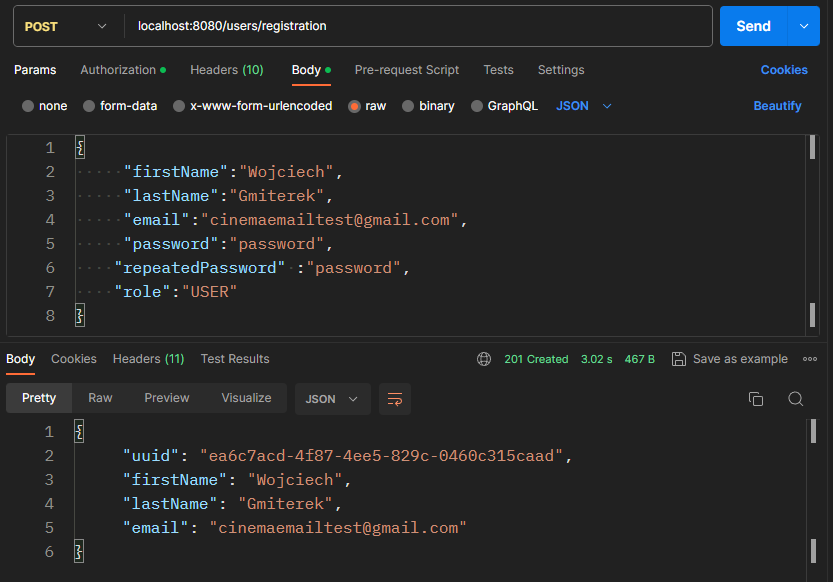 POST localhost:8080/users/registration Send
Params Authorization Headers (10) Body Pre-request Script Tests Settings Cookies
none form-data x-www-form-urlencoded raw binary GraphQL JSON Beautify
1 {
2 "firstName":"Wojciech",
3 "lastName":"Gmiterek",
4 "email":"cinemaemailtest@gmail.com",
5 "password":"password",
6 "repeatedPassword" :"password",
7 "role":"USER"
8 }
Body Cookies Headers (11) Test Results 201 Created 3.02 s 467 B Save as example
Pretty Raw Preview Visualize JSON
1 {
2 "uuid": "ea6c7acd-4f87-4ee5-829c-0460c315caad",
3 "firstName": "Wojciech",
4 "lastName": "Gmiterek",
5 "email": "cinemaemailtest@gmail.com"
6 }